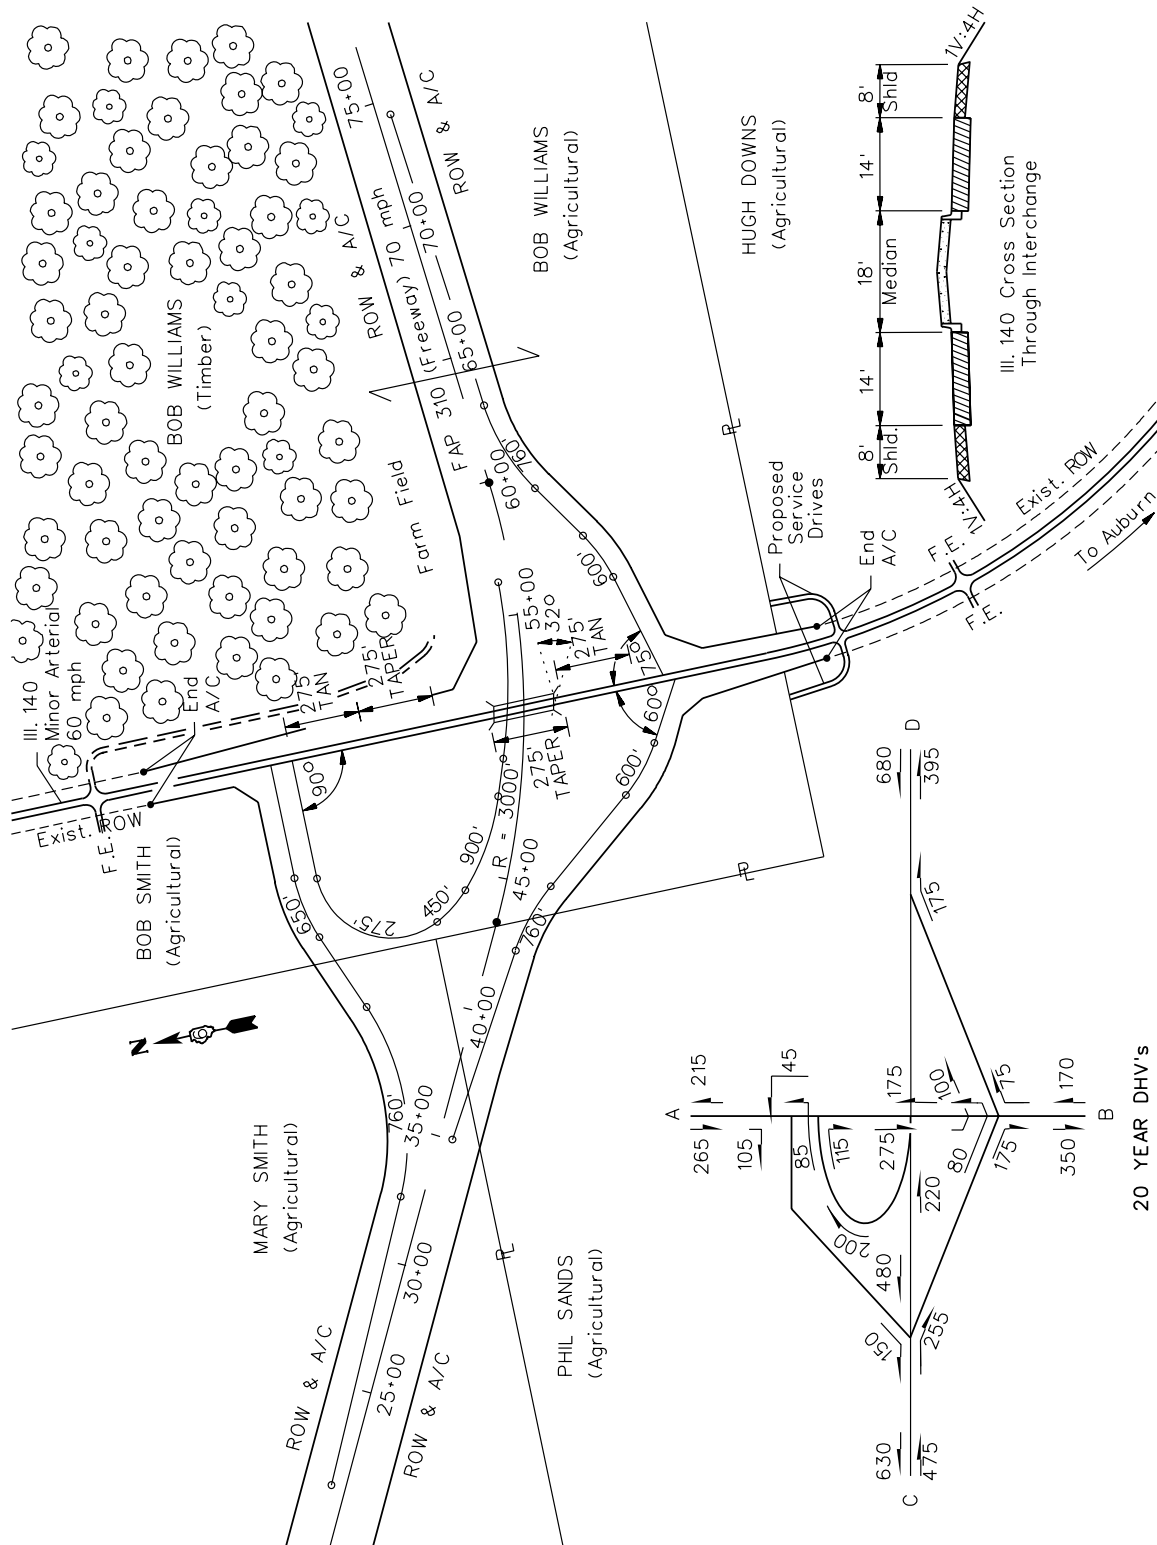 Ill. 140
Minor Arterial
60 mph
Exist. ROW
F.E.
End
A/C
BOB WILLIAMS
(Timber)
BOB SMITH
(Agricultural)
N
MARY SMITH
(Agricultural)
PHIL SANDS
(Agricultural)
BOB WILLIAMS
(Agricultural)
HUGH DOWNS
(Agricultural)
ROW & A/C
ROW & A/C
ROW & A/C
ROW & A/C
FAP 310 (Freeway) 70 mph
Farm Field
25+00
30+00
35+00
40+00
45+00
55+00
60+00
65+00
70+00
75+00
R = 3000'
760'
650'
275'
450'
900'
90°
275'
TAN
275'
TAPER
275'
TAPER
275'
TAN
32°
75°
60°
600'
600'
760'
760'
PL
PL
PL
Proposed
Service
Drives
End
A/C
F.E.
F.E.
Exist. ROW
To Auburn
1V:4H
8'
Shld.
14'
18'
Median
14'
8'
Shld
1V:4H
Ill. 140 Cross Section
Through Interchange
A
B
C
D
265
215
105
45
85
115
275
175
200
480
220
150
255
630
475
680
395
175
100
80
75
175
350
170
20 YEAR DHV's